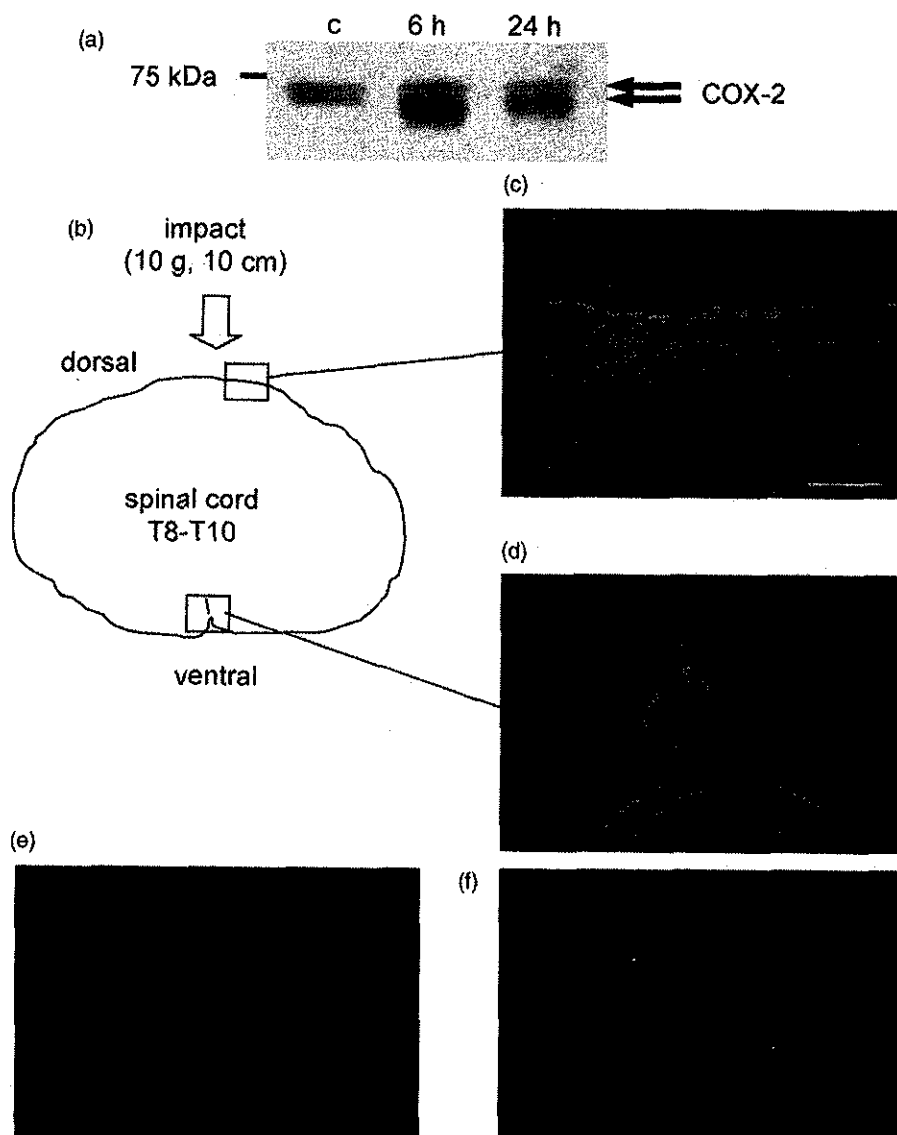 (a)
c 6 h 24 h
75 kDa
COX-2
(b)
impact
(10 g, 10 cm)
dorsal
spinal cord
T8-T10
ventral
(c)
(d)
(e)
(f)